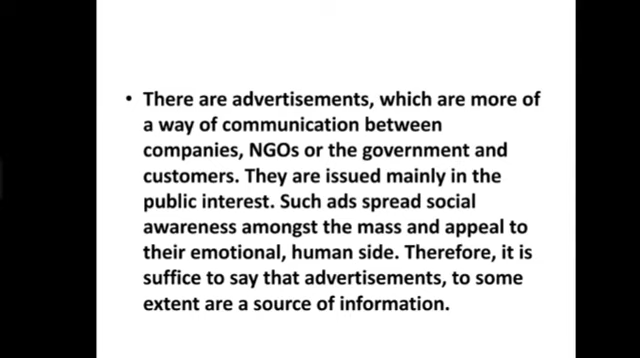 • There are advertisements, which are more of
a way of communication between
companies, NGOs or the government and
customers. They are issued mainly in the
public interest. Such ads spread social
awareness amongst the mass and appeal to
their emotional, human side. Therefore, it is
suffice to say that advertisements, to some
extent are a source of information.